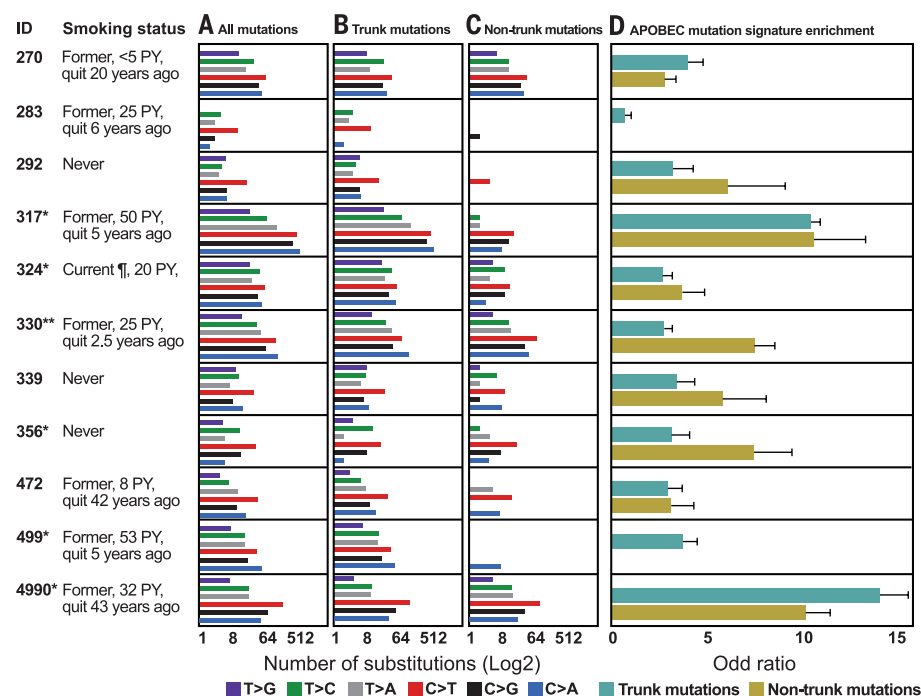 ID Smoking status A All mutations B Trunk mutations C Non-trunk mutations D APOBEC mutation signature enrichment
270 Former, <5 PY,
quit 20 years ago
283 Former, 25 PY,
quit 6 years ago
292 Never
317* Former, 50 PY,
quit 5 years ago
324* Current ¶, 20 PY,
330** Former, 25 PY,
quit 2.5 years ago
339 Never
356* Never
472 Former, 8 PY,
quit 42 years ago
499* Former, 53 PY,
quit 5 years ago
4990* Former, 32 PY,
quit 43 years ago
1 8 64 512 1 8 64 512 1 8 64 512 0 5 10 15
Number of substitutions (Log2) Odd ratio
T>G T>C T>A C>T C>G C>A Trunk mutations Non-trunk mutations